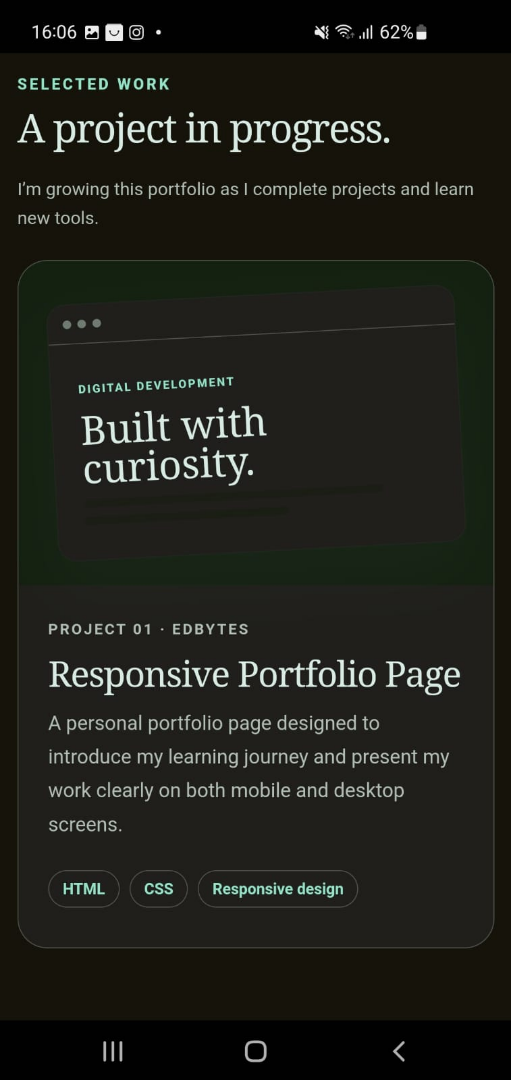 16:06
62%
SELECTED WORK
A project in progress.
I'm growing this portfolio as I complete projects and learn
new tools.
DIGITAL DEVELOPMENT
Built with
curiosity.
PROJECT 01 · EDBYTES
Responsive Portfolio Page
A personal portfolio page designed to
introduce my learning journey and present my
work clearly on both mobile and desktop
screens.
HTML CSS Responsive design